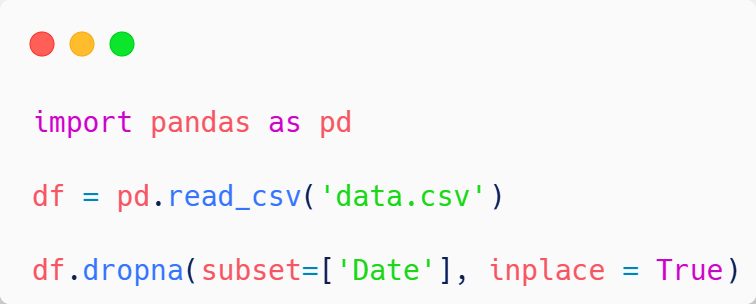 import pandas as pd
df = pd.read_csv('data.csv')
df.dropna(subset=['Date'], inplace = True)